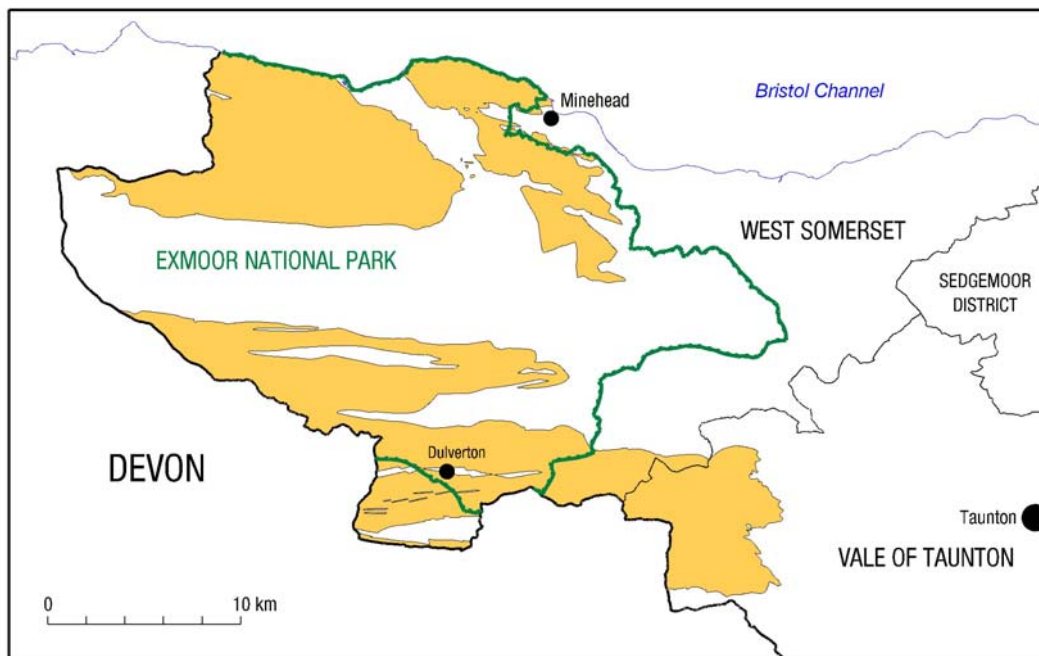 Minehead
Bristol Channel
WEST SOMERSET
EXMOOR NATIONAL PARK
SEDGEMOOR
DISTRICT
DEVON
Dulverton
Taunton
VALE OF TAUNTON
0
10 km